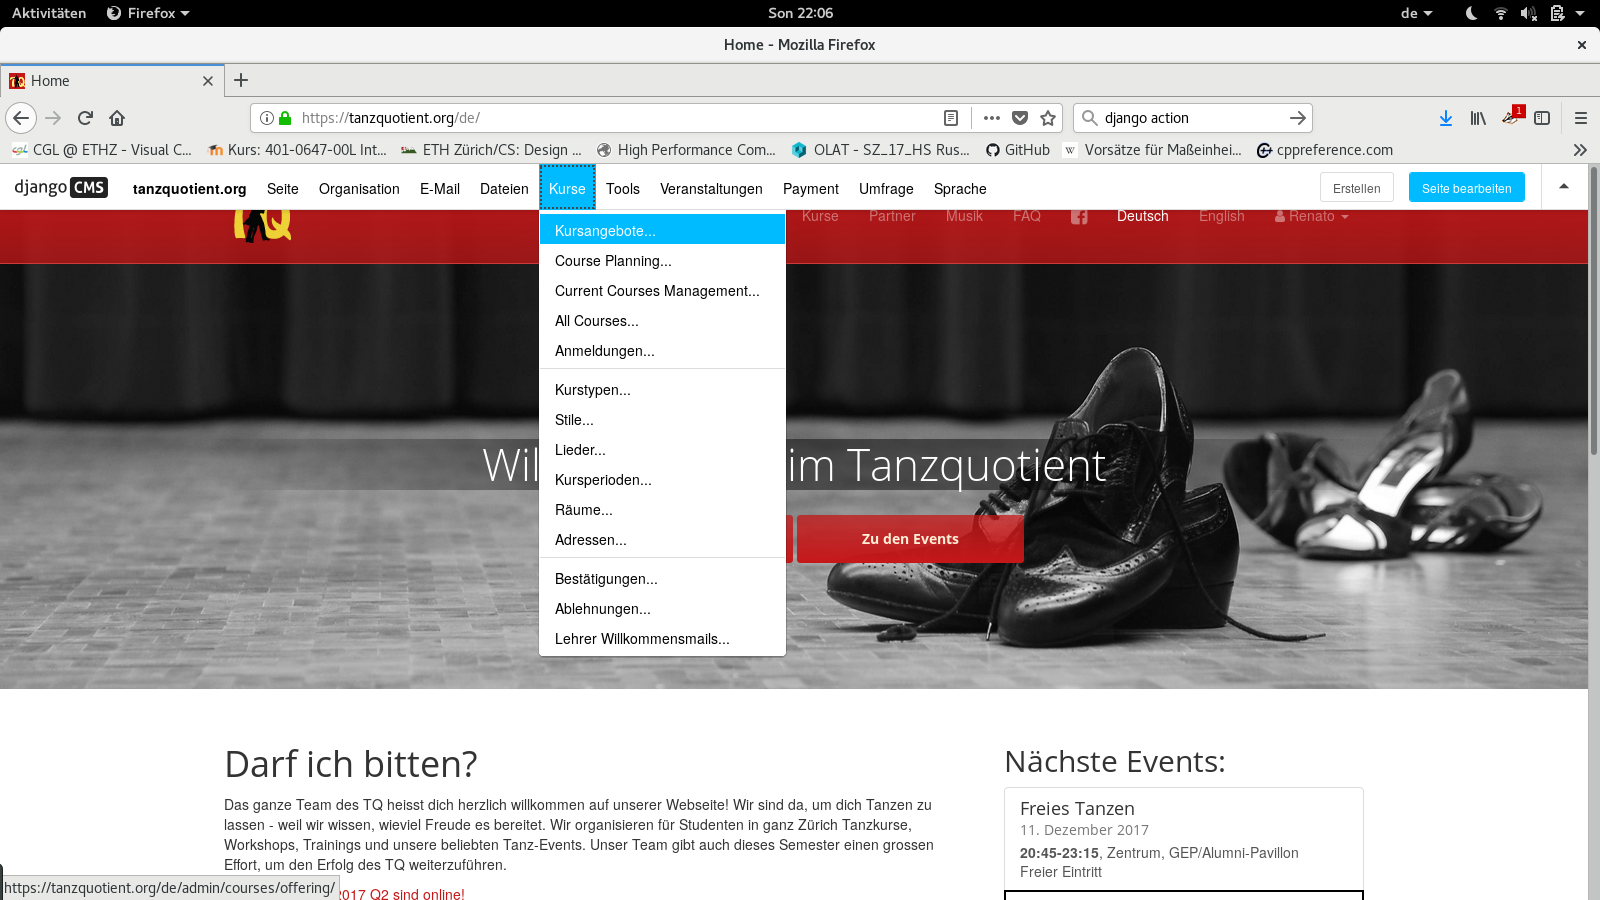 Aktivitäten Firefox Son 22:06 de
Home - Mozilla Firefox
TQ Home
https://tanzquotient.org/de/ django action 1
CGL @ ETHZ - Visual C... Kurs: 401-0647-00L Int... ETH Zürich/CS: Design ... High Performance Com... OLAT - SZ_17_HS Rus... GitHub W Vorsätze für Maßeinhei... cppreference.com
django CMS tanzquotient.org Seite Organisation E-Mail Dateien Kurse Tools Veranstaltungen Payment Umfrage Sprache Erstellen Seite bearbeiten
TQ Kurse Partner Musik FAQ Deutsch English Renato
Kursangebote...
Course Planning...
Current Courses Management...
All Courses...
Anmeldungen...
Kurstypen...
Stile...
Lieder...
Kursperioden...
Räume...
Adressen...
Bestätigungen...
Ablehnungen...
Lehrer Willkommensmails...
Wil im Tanzquotient
Zu den Events
Darf ich bitten?
Das ganze Team des TQ heisst dich herzlich willkommen auf unserer Webseite! Wir sind da, um dich Tanzen zu
lassen - weil wir wissen, wieviel Freude es bereitet. Wir organisieren für Studenten in ganz Zürich Tanzkurse,
Workshops, Trainings und unsere beliebten Tanz-Events. Unser Team gibt auch dieses Semester einen grossen
Effort, um den Erfolg des TQ weiterzuführen.
2017 Q2 sind online!
Nächste Events:
Freies Tanzen
11. Dezember 2017
20:45-23:15, Zentrum, GEP/Alumni-Pavillon
Freier Eintritt
https://tanzquotient.org/de/admin/courses/offering/